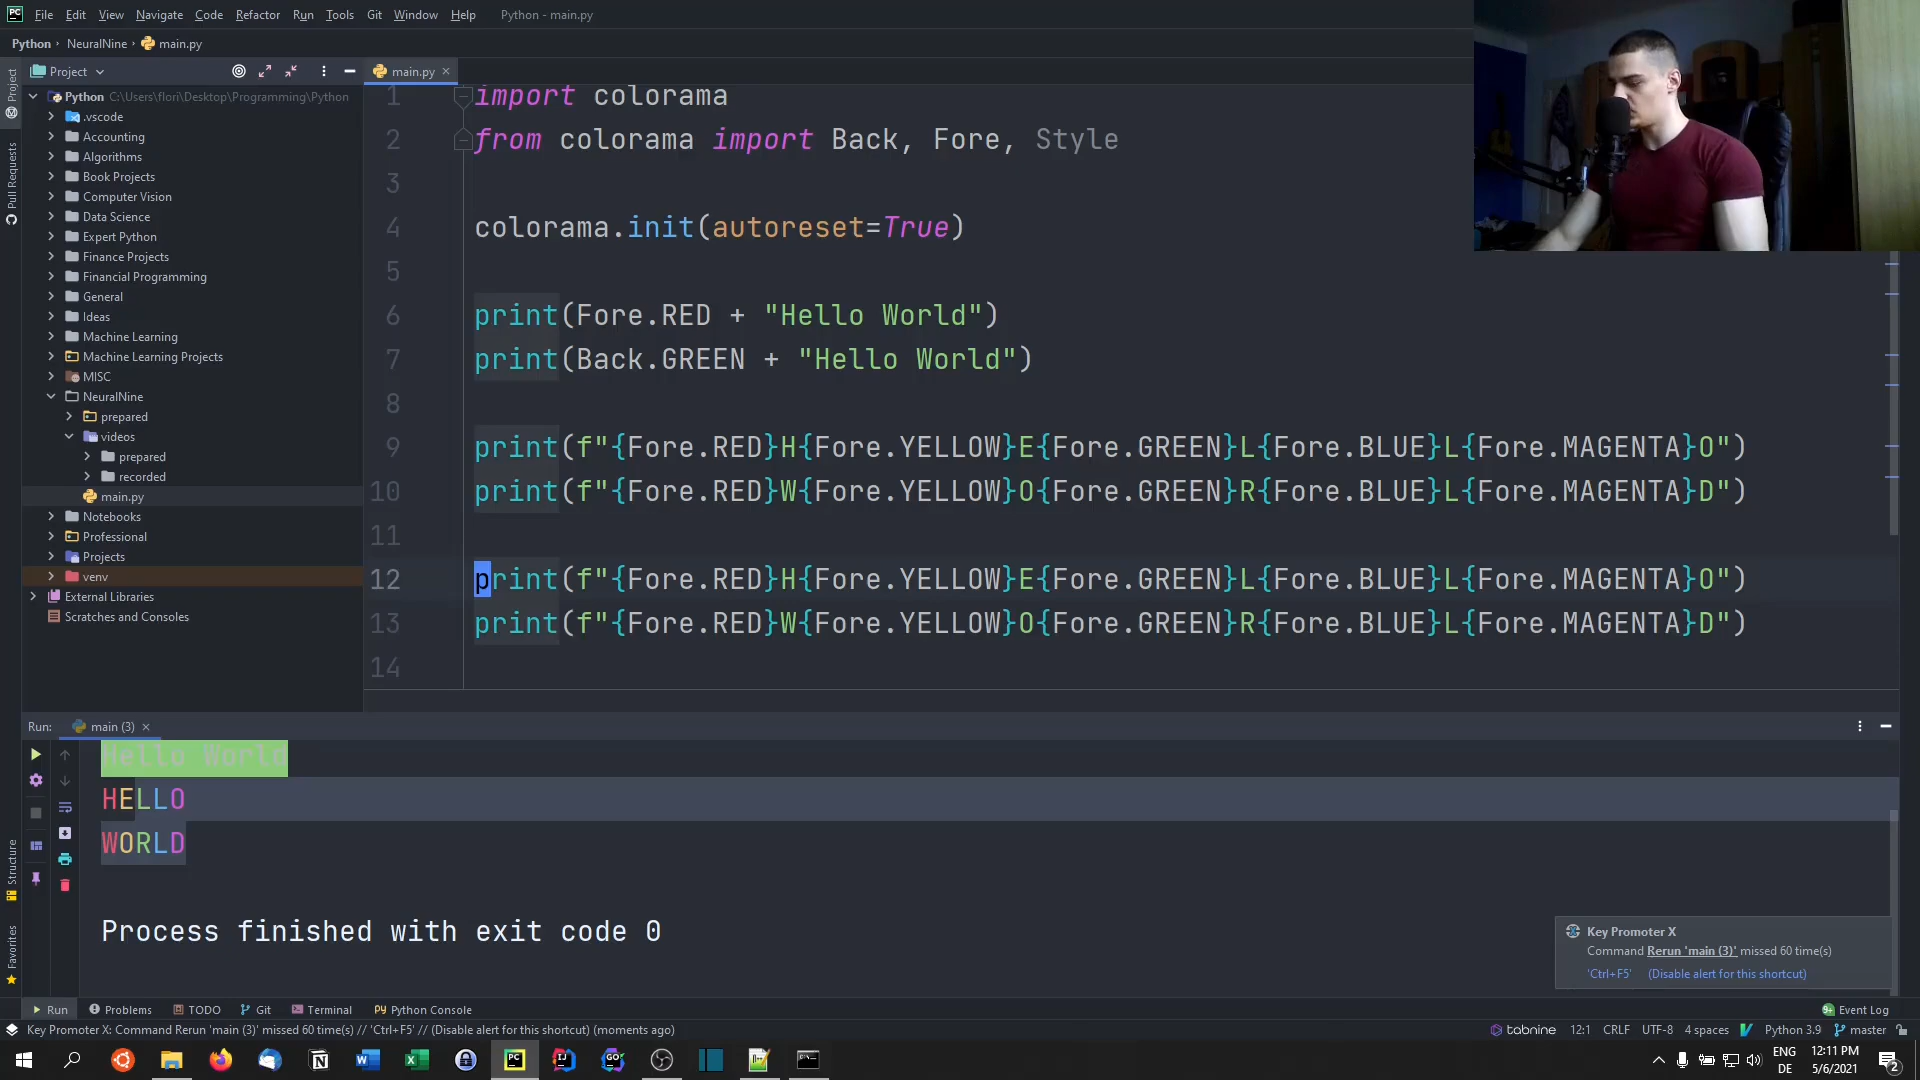 PC File Edit View Navigate Code Refactor Run Tools Git Window Help Python - main.py
Python › NeuralNine › main.py
Project
main.py
Project
Pull Requests
Structure
Favorites
Python C:\Users\flori\Desktop\Programming\Python
.vscode
Accounting
Algorithms
Book Projects
Computer Vision
Data Science
Expert Python
Finance Projects
Financial Programming
General
Ideas
Machine Learning
Machine Learning Projects
MISC
NeuralNine
prepared
videos
prepared
recorded
main.py
Notebooks
Professional
Projects
venv
External Libraries
Scratches and Consoles
1 import colorama
2 from colorama import Back, Fore, Style
3
4 colorama.init(autoreset=True)
5
6 print(Fore.RED + "Hello World")
7 print(Back.GREEN + "Hello World")
8
9 print(f"{Fore.RED}H{Fore.YELLOW}E{Fore.GREEN}L{Fore.BLUE}L{Fore.MAGENTA}O")
10 print(f"{Fore.RED}W{Fore.YELLOW}O{Fore.GREEN}R{Fore.BLUE}L{Fore.MAGENTA}D")
11
12 print(f"{Fore.RED}H{Fore.YELLOW}E{Fore.GREEN}L{Fore.BLUE}L{Fore.MAGENTA}O")
13 print(f"{Fore.RED}W{Fore.YELLOW}O{Fore.GREEN}R{Fore.BLUE}L{Fore.MAGENTA}D")
14
Run: main (3)
Hello World
HELLO
WORLD
Process finished with exit code 0
Key Promoter X
Command Rerun 'main (3)' missed 60 time(s)
'Ctrl+F5' (Disable alert for this shortcut)
Run Problems TODO Git Terminal Python Console Event Log
Key Promoter X: Command Rerun 'main (3)' missed 60 time(s) // 'Ctrl+F5' // (Disable alert for this shortcut) (moments ago) tabnine 12:1 CRLF UTF-8 4 spaces Python 3.9 master
ENG 12:11 PM
DE 5/6/2021 2